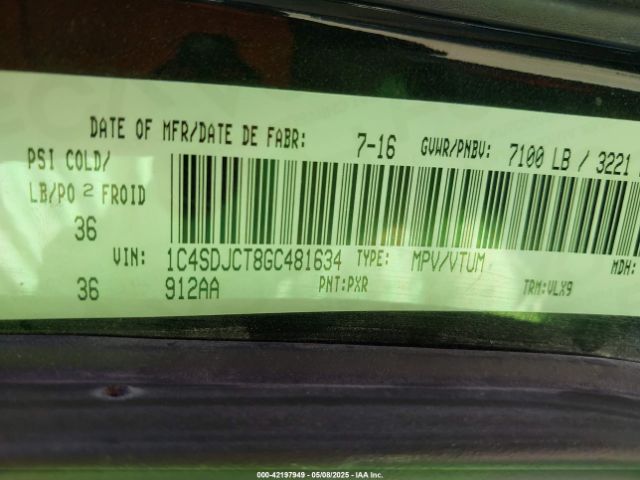 DATE OF MFR/DATE DE FABR: 7-16 GVWR/PNBV: 7100 LB / 3221
PSI COLD/
LB/PO 2 FROID
36
VIN: 1C4SDJCT8GC481634 TYPE: MPV/VTUM MDH:
36 912AA PNT:PXR TRM:VLX9
000-42197949 - 05/08/2025 - IAA Inc.